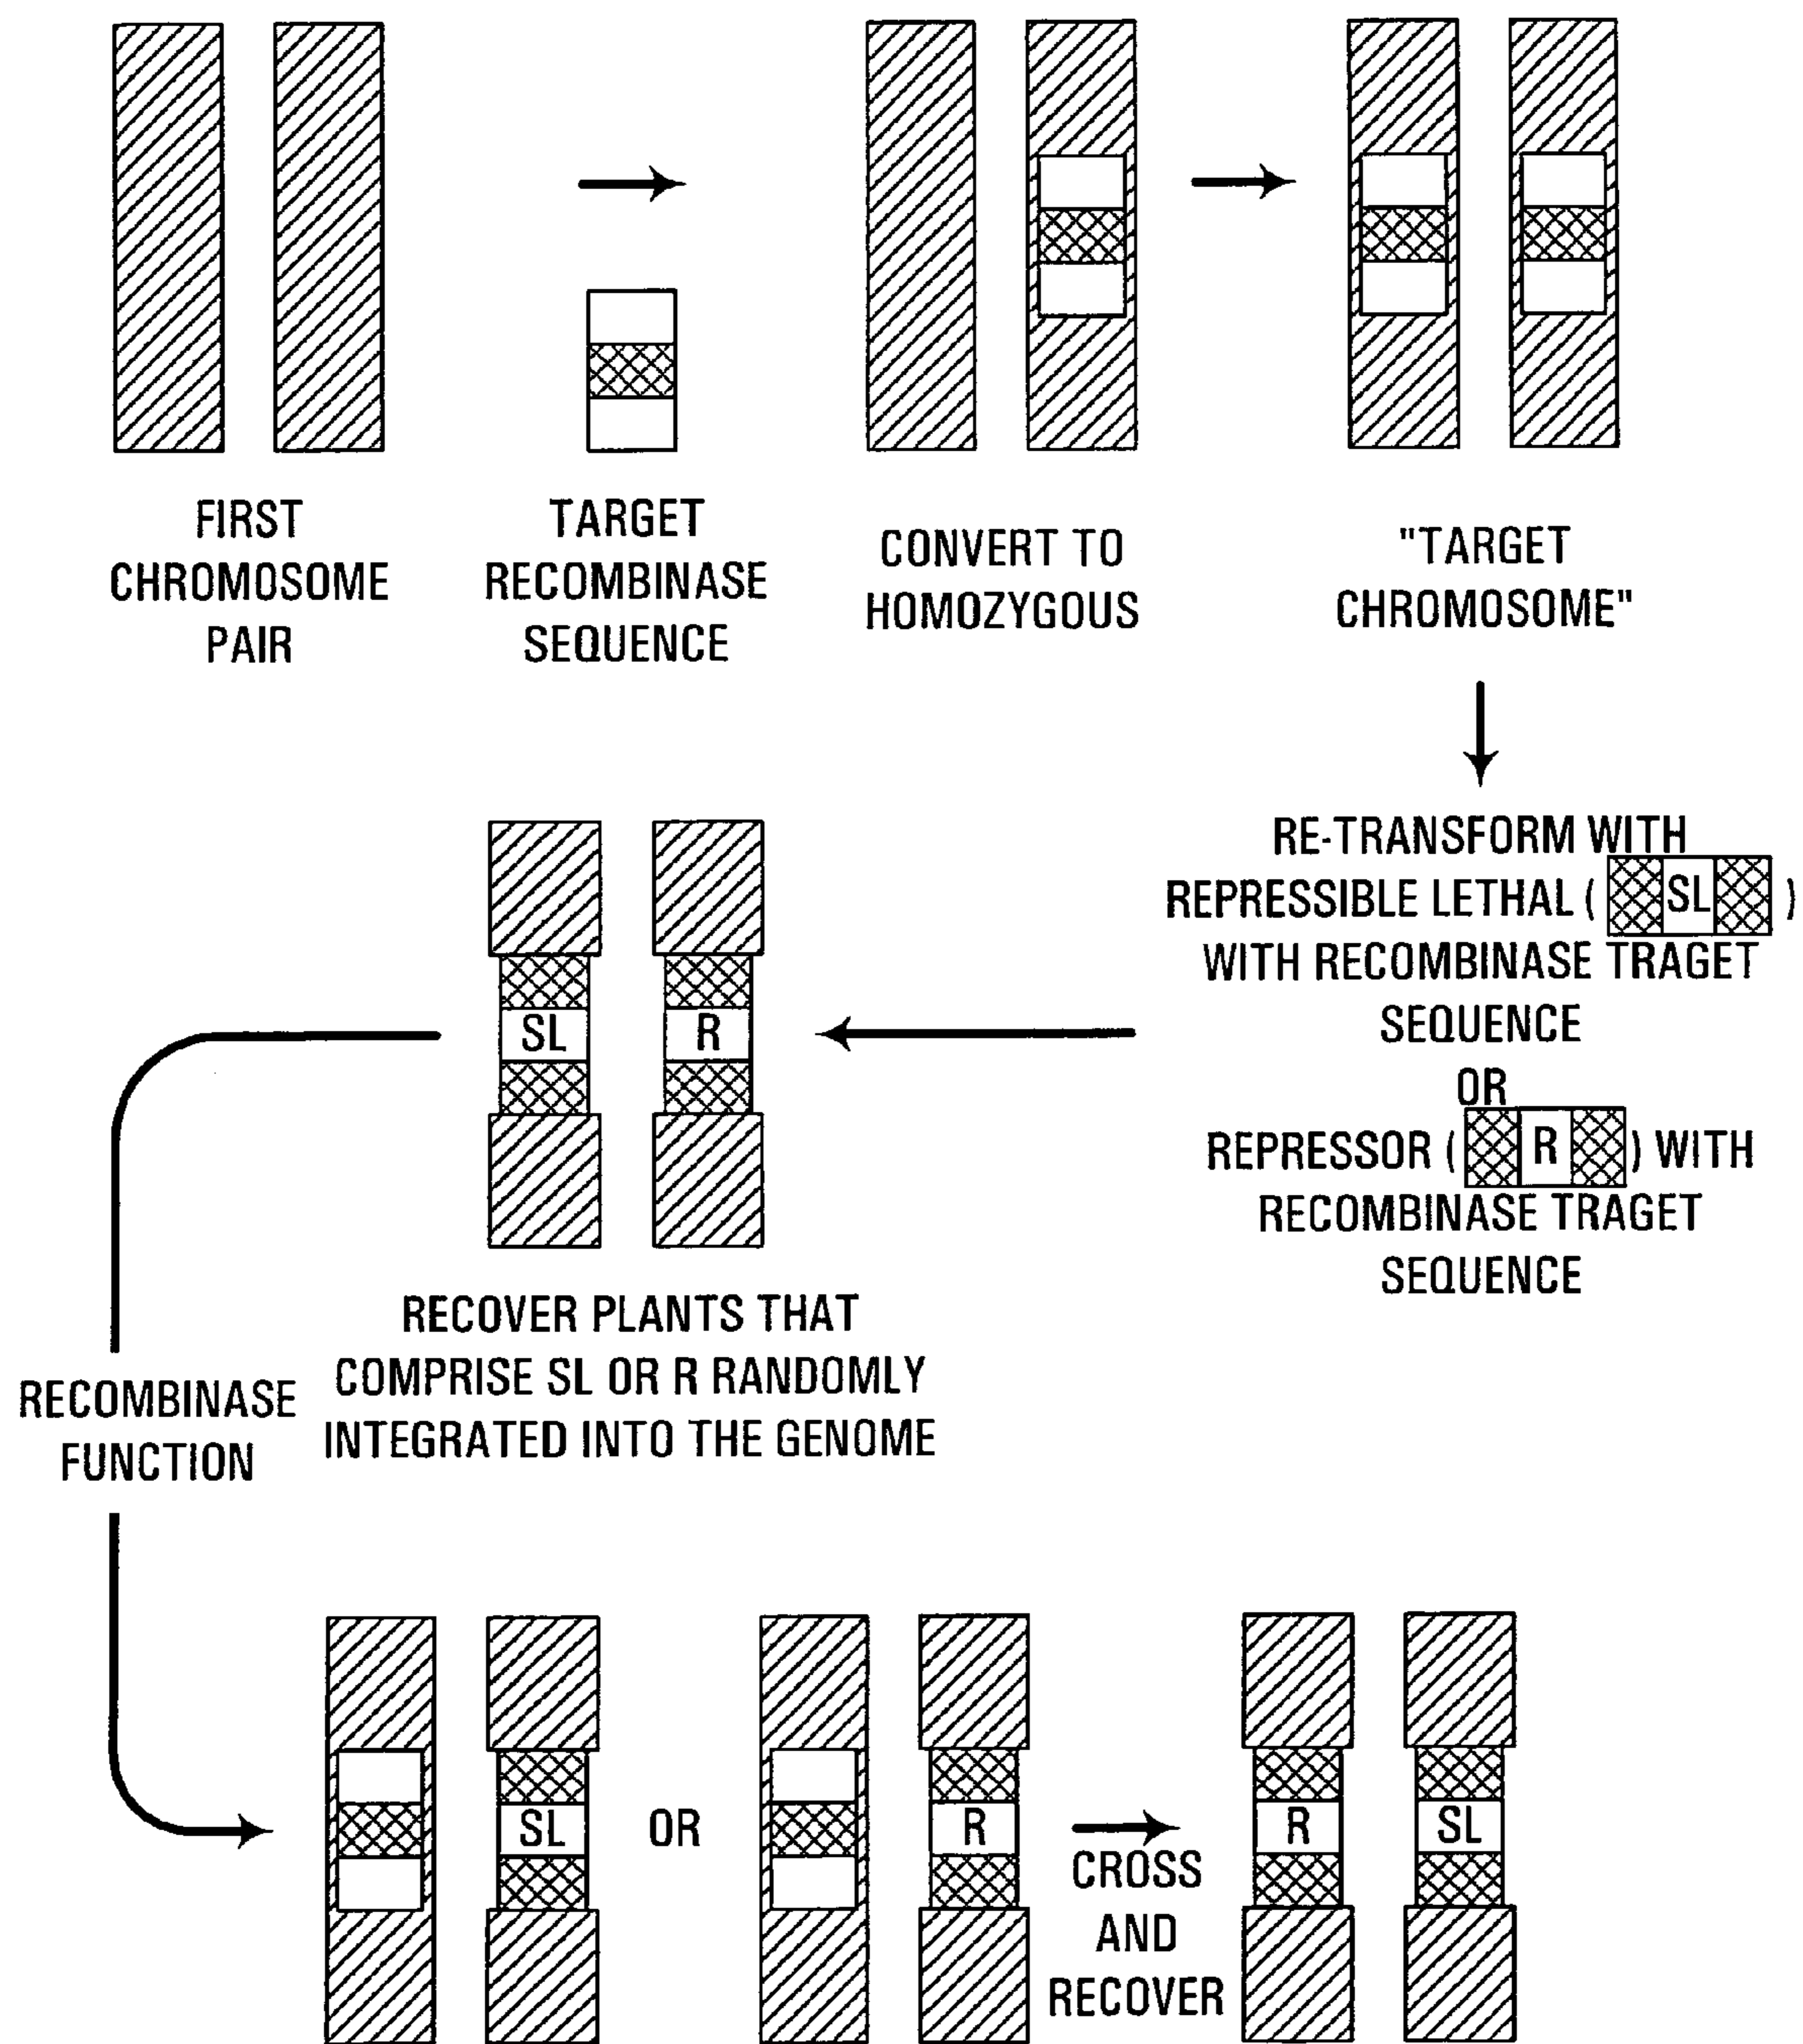 FIRST
CHROMOSOME
PAIR
TARGET
RECOMBINASE
SEQUENCE
CONVERT TO
HOMOZYGOUS
"TARGET
CHROMOSOME"
RE-TRANSFORM WITH
REPRESSIBLE LETHAL ( SL )
WITH RECOMBINASE TRAGET
SEQUENCE
OR
REPRESSOR ( R ) WITH
RECOMBINASE TRAGET
SEQUENCE
SL R
RECOVER PLANTS THAT
COMPRISE SL OR R RANDOMLY
INTEGRATED INTO THE GENOME
RECOMBINASE
FUNCTION
SL OR R
CROSS
AND
RECOVER
R SL